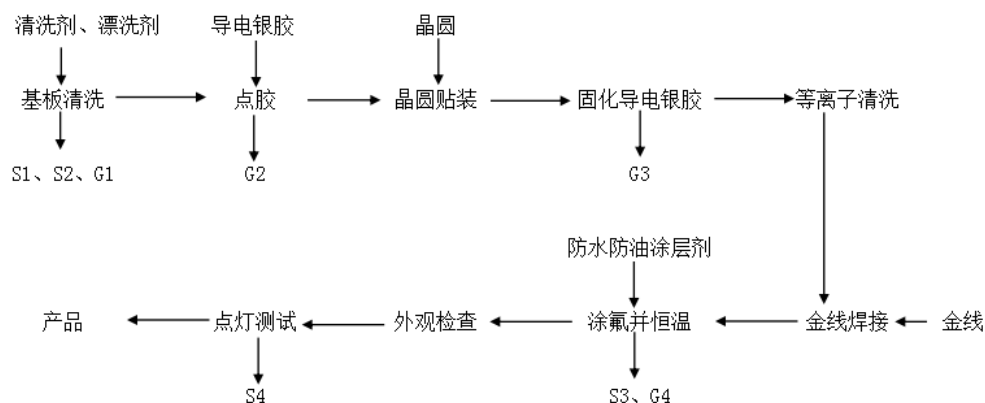 清洗剂、漂洗剂
导电银胶
晶圆
基板清洗
点胶
晶圆贴装
固化导电银胶
等离子清洗
S1、S2、G1
G2
G3
防水防油涂层剂
产品
点灯测试
外观检查
涂氟并恒温
金线焊接
金线
S4
S3、G4